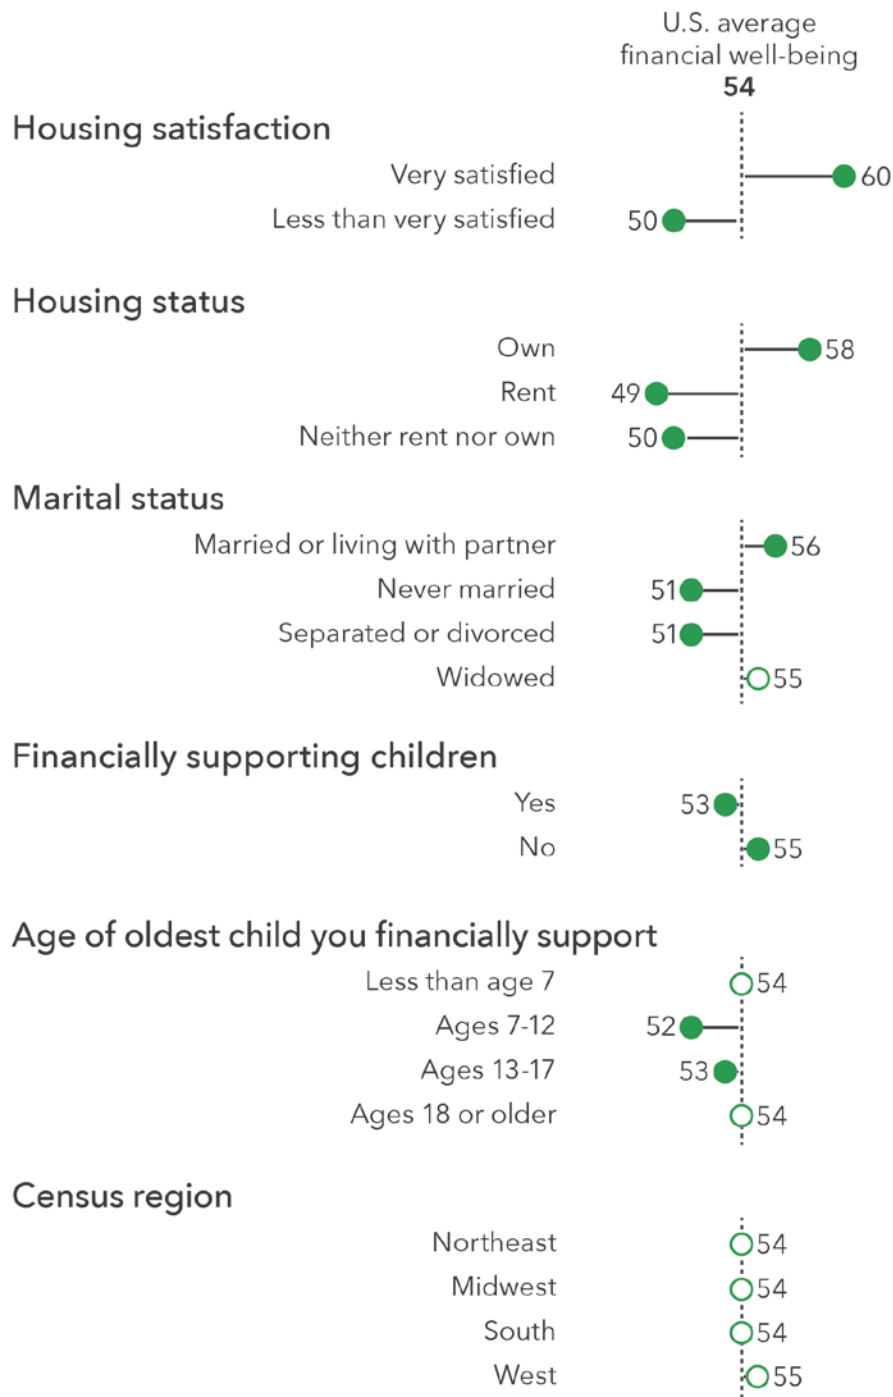 U.S. average
financial well-being
54
Housing satisfaction
Very satisfied 60
Less than very satisfied 50
Housing status
Own 58
Rent 49
Neither rent nor own 50
Marital status
Married or living with partner 56
Never married 51
Separated or divorced 51
Widowed 55
Financially supporting children
Yes 53
No 55
Age of oldest child you financially support
Less than age 7 54
Ages 7-12 52
Ages 13-17 53
Ages 18 or older 54
Census region
Northeast 54
Midwest 54
South 54
West 55